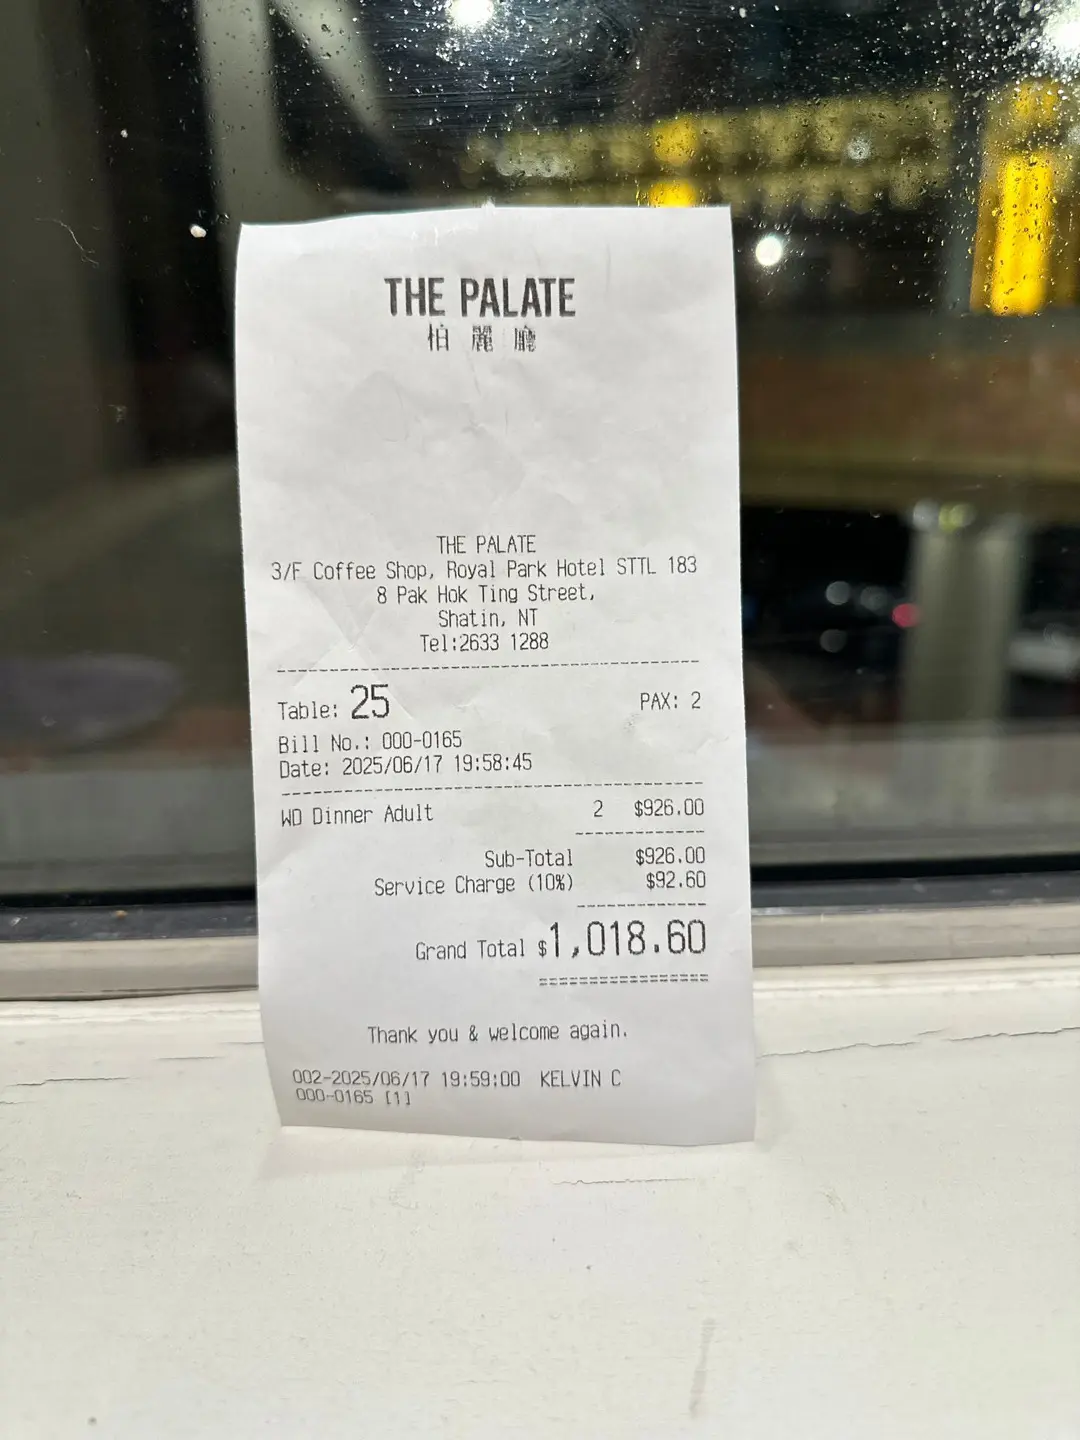 THE PALATE
柏麗廳
THE PALATE
3/F Coffee Shop, Royal Park Hotel STTL 183
8 Pak Hok Ting Street,
Shatin, NT
Tel:2633 1288
Table: 25 PAX: 2
Bill No.: 000-0165
Date: 2025/06/17 19:58:45
WD Dinner Adult 2 $926.00
Sub-Total $926.00
Service Charge (10%) $92.60
Grand Total $1,018.60
Thank you & welcome again.
002-2025/06/17 19:59:00 KELVIN C
000-0165 [1]